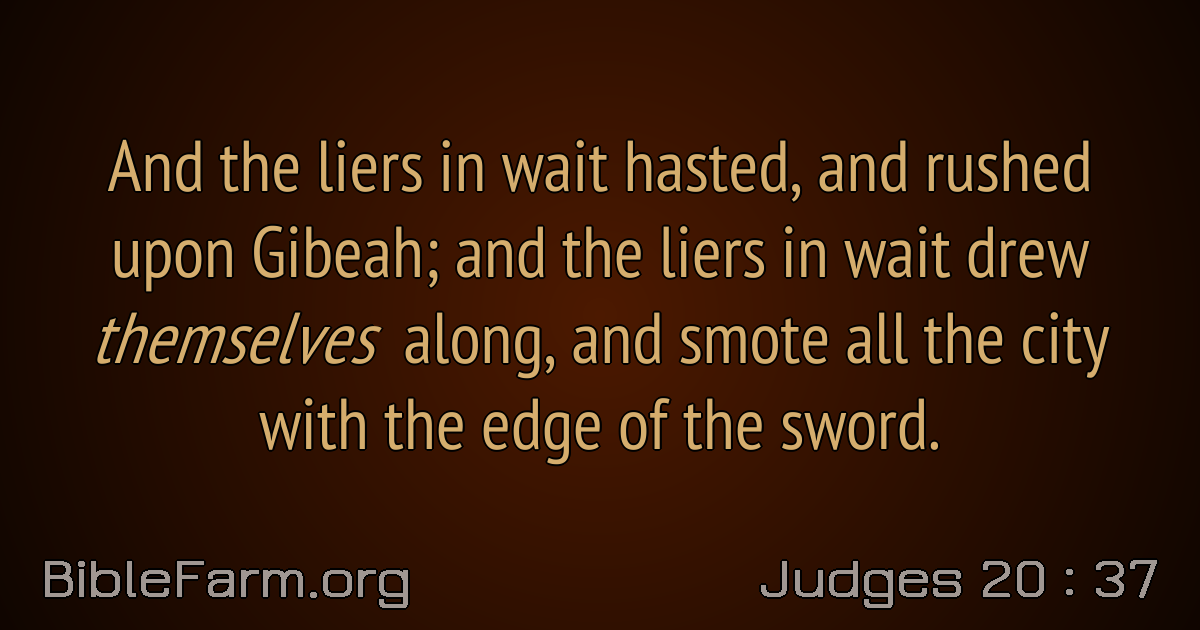 And the liers in wait hasted, and rushed
upon Gibeah; and the liers in wait drew
themselves along, and smote all the city
with the edge of the sword.
BibleFarm.org
Judges 20 : 37